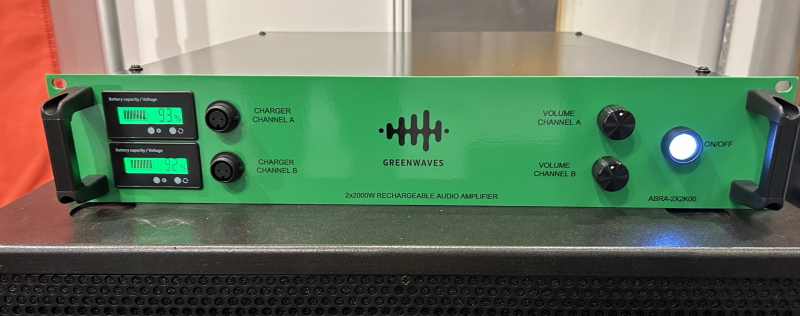 Battery capacity / Voltage
93%
CHARGER
CHANNEL A
Battery capacity / Voltage
92%
CHARGER
CHANNEL B
GREENWAVES
2x2000W RECHARGEABLE AUDIO AMPLIFIER
VOLUME
CHANNEL A
VOLUME
CHANNEL B
ON/OFF
ABRA-2X2K00